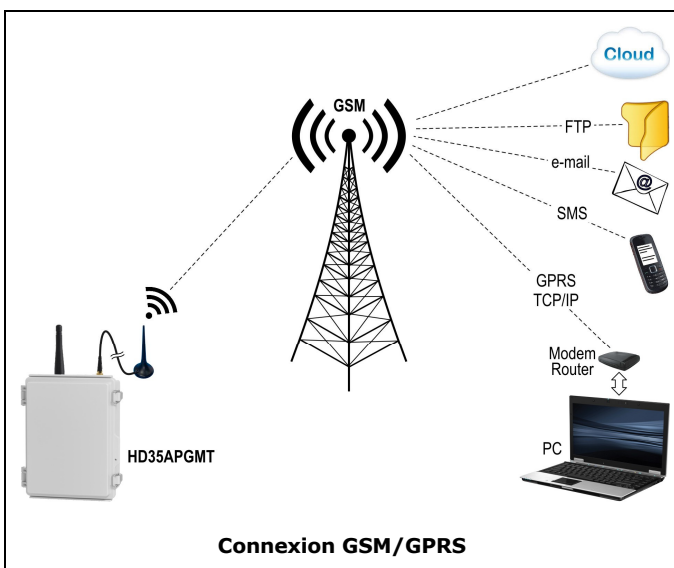 Cloud
GSM
FTP
e-mail
@
SMS
GPRS
TCP/IP
Modem
Router
HD35APGMT
PC
Connexion GSM/GPRS